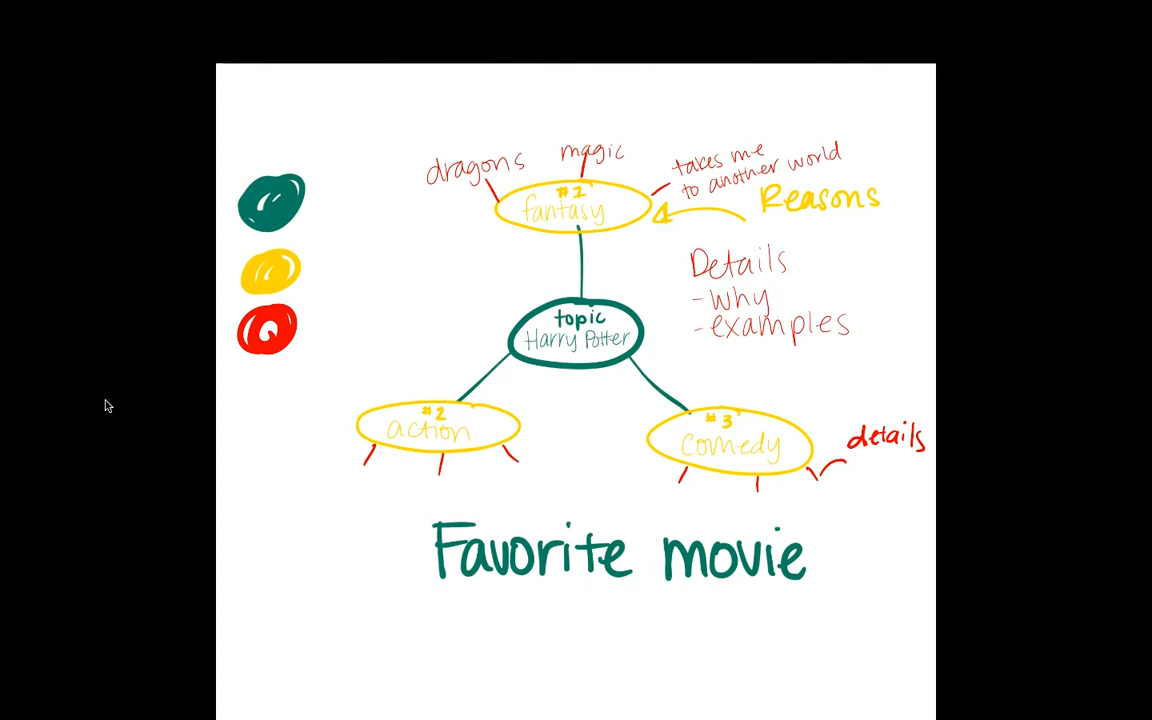 dragons
magic
takes me
to another world
Reasons
#1
fantasy
Details
-why
-examples
topic
Harry Potter
#2
action
#3
comedy
details
Favorite movie